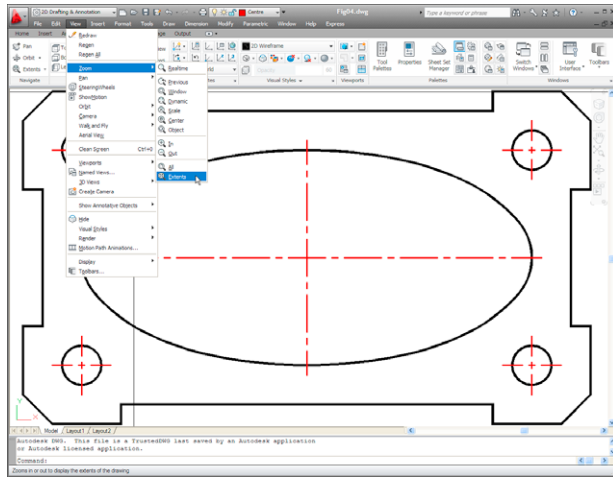 2D Drafting & Annotation
Centre
Fig04.dwg
Type a keyword or phrase
File Edit View Insert Format Tools Draw Dimension Modify Parametric Window Help Express
Home Insert
Output
Pan
Orbit
Extents
Navigate
2D Wireframe
Visual Styles
Viewports
Tool Palettes
Properties
Sheet Set Manager
Palettes
Switch Windows
User Interface
Toolbars
Windows
Redraw
Regen
Regen All
Zoom
Pan
SteeringWheels
ShowMotion
Orbit
Camera
Walk and Fly
Aerial View
Clean Screen Ctrl+0
Viewports
Named Views...
3D Views
Create Camera
Show Annotative Objects
Hide
Visual Styles
Render
Motion Path Animations...
Display
Toolbars...
Realtime
Previous
Window
Dynamic
Scale
Center
Object
In
Out
All
Extents
Y
X
Model Layout1 Layout2
Autodesk DWG. This file is a TrustedDWG last saved by an Autodesk application
or Autodesk licensed application.
Command:
Zooms in or out to display the extents of the drawing